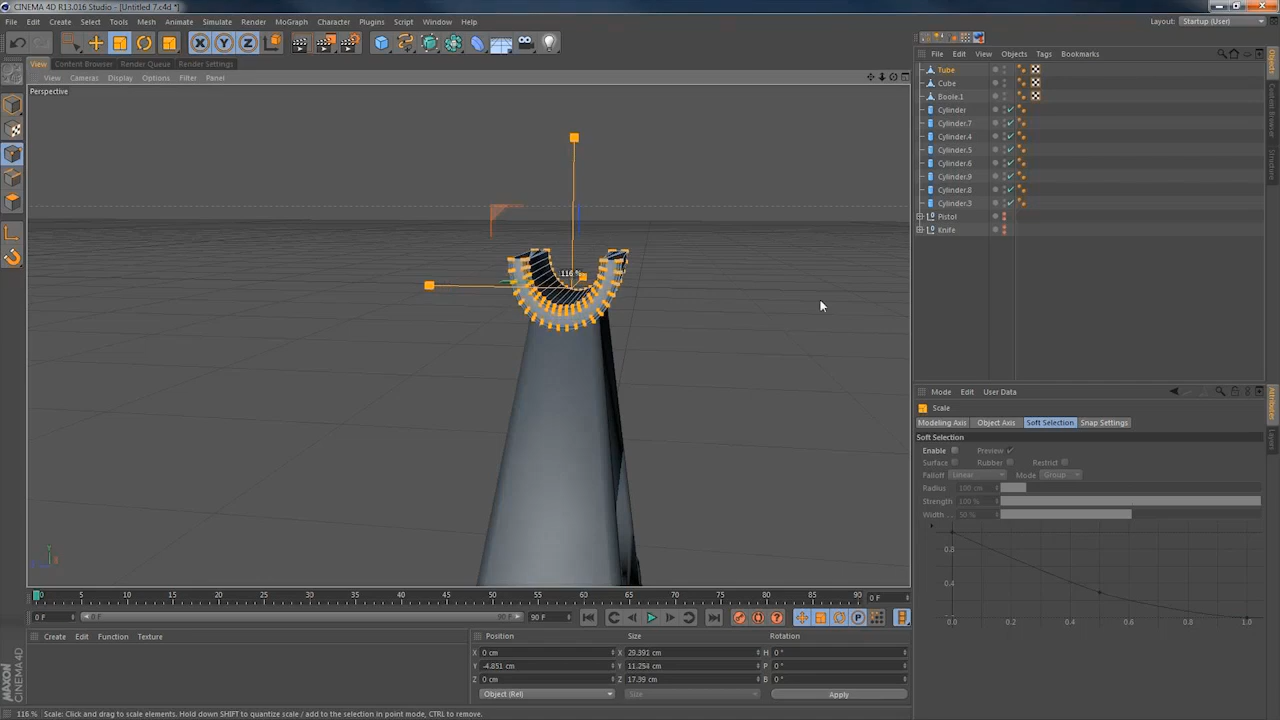 CINEMA 4D R13.016 Studio - [Untitled 7.c4d *]
File Edit Create Select Tools Mesh Animate Simulate Render MoGraph Character Plugins Script Window Help
Layout: Startup (User)
X Y Z
View Content Browser Render Queue Render Settings
View Cameras Display Options Filter Panel
Perspective
116 %
File Edit View Objects Tags Bookmarks
Tube
Cube
Boole.1
Cylinder
Cylinder.7
Cylinder.4
Cylinder.5
Cylinder.6
Cylinder.9
Cylinder.8
Cylinder.3
Pistol
Knife
Objects
Content Browser
Structure
Mode Edit User Data
Scale
Modeling Axis Object Axis Soft Selection Snap Settings
Soft Selection
Enable Preview
Surface Rubber Restrict
Falloff Linear Mode Group
Radius 100 cm
Strength 100 %
Width 50 %
0.8
0.4
0.0 0.2 0.4 0.6 0.8 1.0
Attributes
Layers
0 5 10 15 20 25 30 35 40 45 50 55 60 65 70 75 80 85 90 0 F
0 F 0 F 90 F 90 F
P
Create Edit Function Texture
Position Size Rotation
X 0 cm X 29.391 cm H 0 °
Y -4.851 cm Y 11.254 cm P 0 °
Z 0 cm Z 17.39 cm B 0 °
Object (Rel) Size Apply
MAXON CINEMA 4D
116 % Scale: Click and drag to scale elements. Hold down SHIFT to quantize scale / add to the selection in point mode, CTRL to remove.